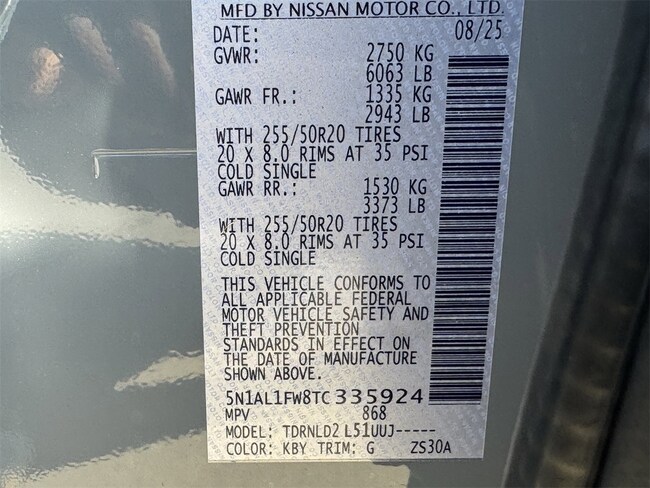 MFD BY NISSAN MOTOR CO., LTD.
DATE: 08/25
GVWR: 2750 KG
6063 LB
GAWR FR.: 1335 KG
2943 LB
WITH 255/50R20 TIRES
20 X 8.0 RIMS AT 35 PSI
COLD SINGLE
GAWR RR.: 1530 KG
3373 LB
WITH 255/50R20 TIRES
20 X 8.0 RIMS AT 35 PSI
COLD SINGLE
THIS VEHICLE CONFORMS TO
ALL APPLICABLE FEDERAL
MOTOR VEHICLE SAFETY AND
THEFT PREVENTION
STANDARDS IN EFFECT ON
THE DATE OF MANUFACTURE
SHOWN ABOVE.
5N1AL1FW8TC335924
MPV 868
MODEL: TDRNLD2 L51UUJ-----
COLOR: KBY TRIM: G ZS30A